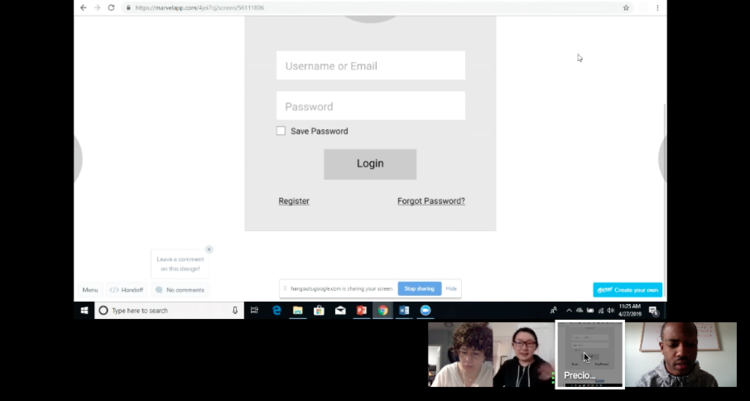 https://marvelapp.com/4jei7cj/screen/56111806
Username or Email
Password
Save Password
Login
Register
Forgot Password?
Leave a comment
on this design!
Menu
Handoff
No comments
hangouts.google.com is sharing your screen.
Stop sharing
Hide
Create your own
Type here to search
11:25 AM
4/27/2019
Precio...